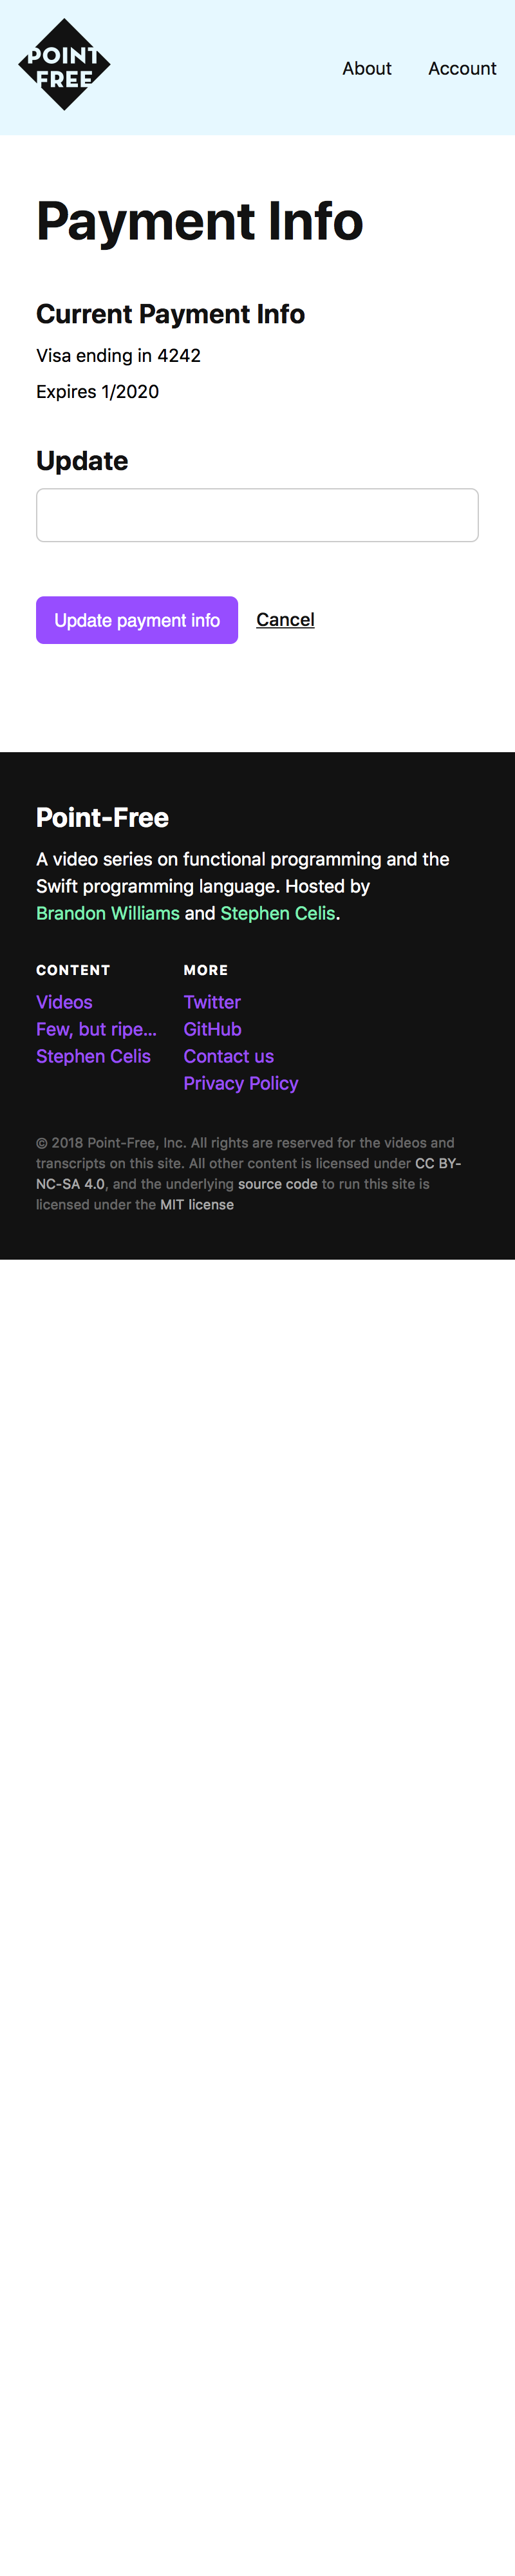 POINT
FREE
About
Account
Payment Info
Current Payment Info
Visa ending in 4242
Expires 1/2020
Update
Update payment info
Cancel
Point-Free
A video series on functional programming and the
Swift programming language. Hosted by
Brandon Williams and Stephen Celis.
CONTENT
Videos
Few, but ripe...
Stephen Celis
MORE
Twitter
GitHub
Contact us
Privacy Policy
© 2018 Point-Free, Inc. All rights are reserved for the videos and
transcripts on this site. All other content is licensed under CC BY-
NC-SA 4.0, and the underlying source code to run this site is
licensed under the MIT license